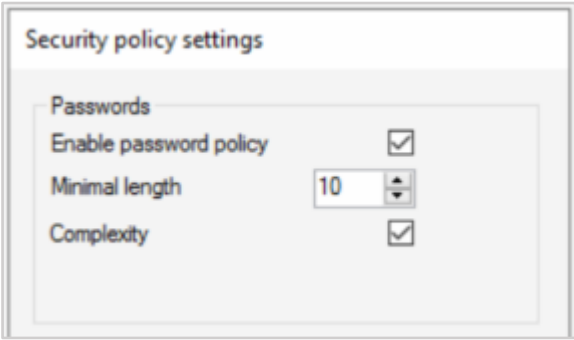 Security policy settings
Passwords
Enable password policy
Minimal length 10
Complexity